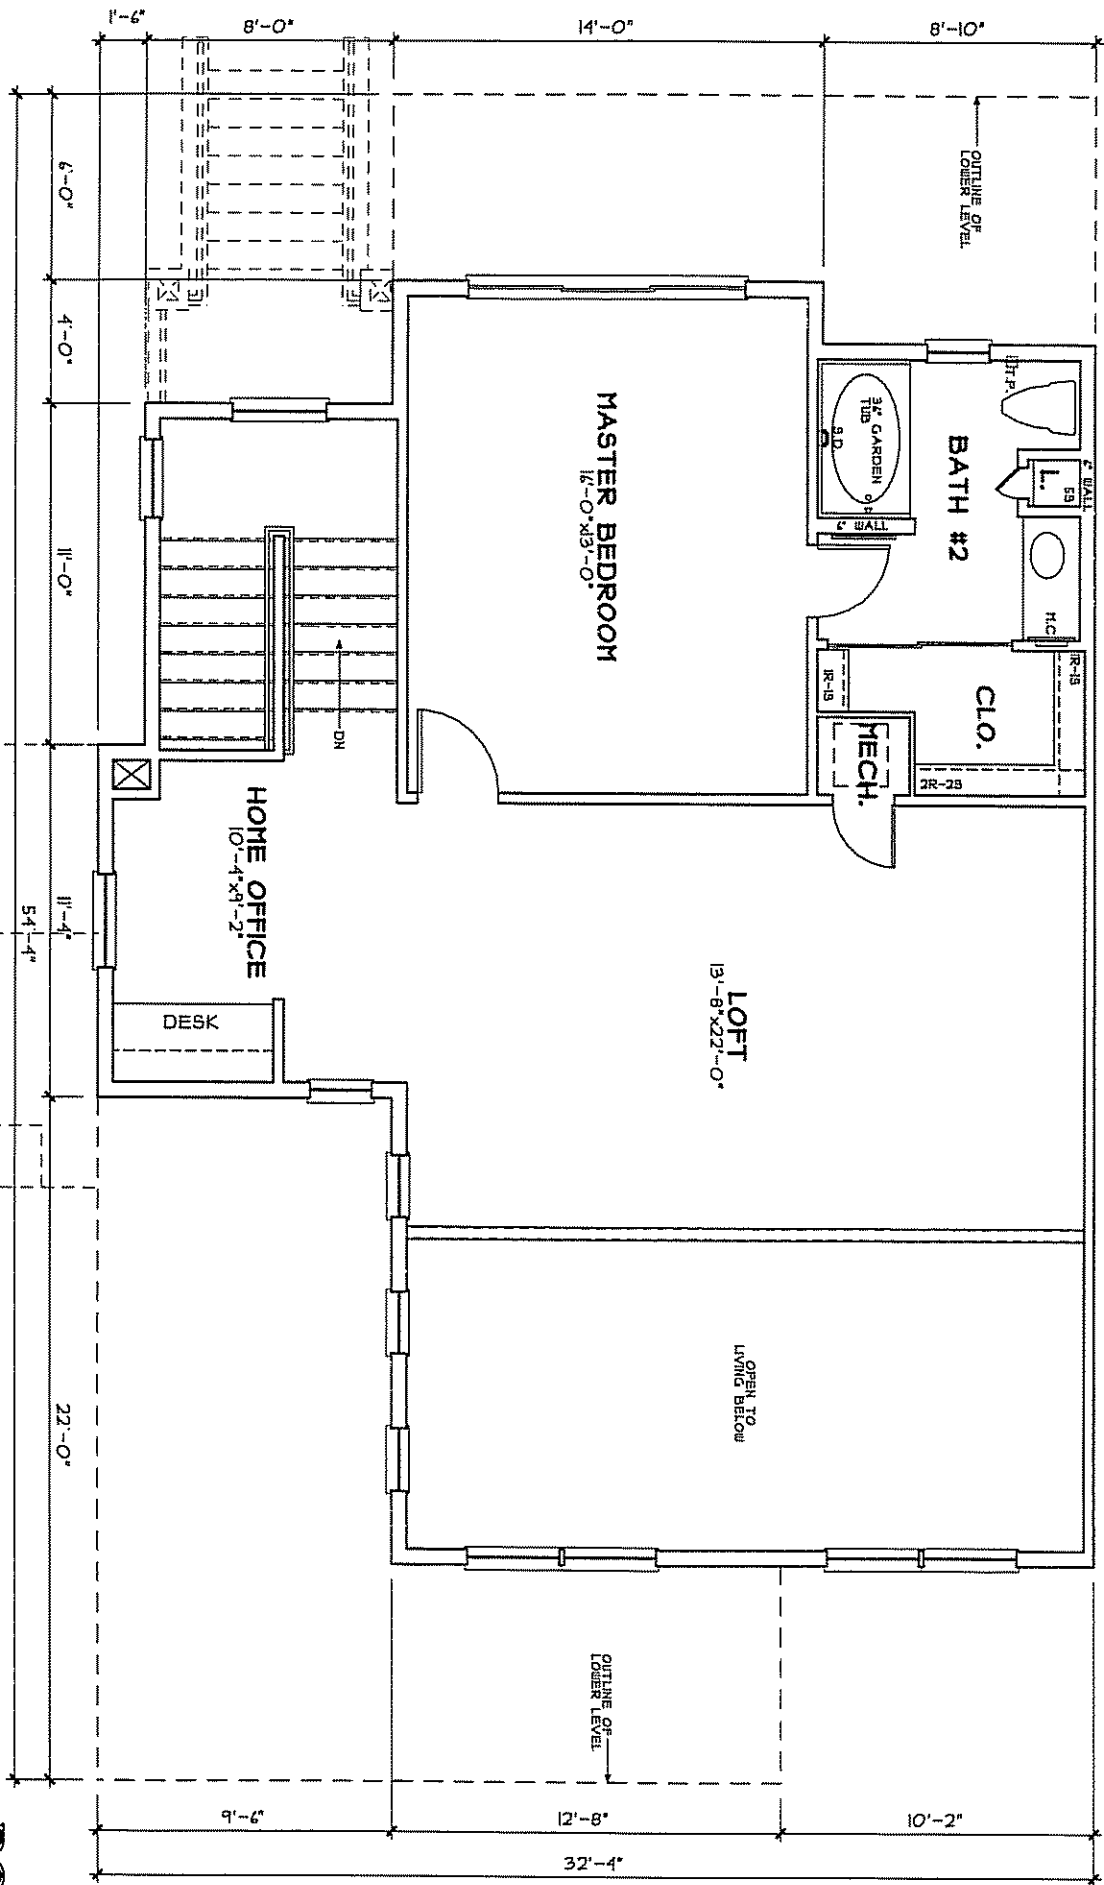 1'-6"
8'-0"
14'-0"
8'-10"
OUTLINE OF
LOWER LEVEL
6'-0"
4'-0"
11'-0"
11'-4"
22'-0"
54'-4"
T.P.
36" GARDEN
TUB
S.D.
BATH #2
L.
5S
6" WALL
6" WALL
M.C
MASTER BEDROOM
16'-0"x13'-0"
1R-1S
1R-1S
CLO.
2R-2S
MECH.
DN
HOME OFFICE
10'-4"x9'-2"
DESK
LOFT
13'-8"x22'-0"
OPEN TO
LIVING BELOW
OUTLINE OF
LOWER LEVEL
9'-6"
12'-8"
10'-2"
32'-4"